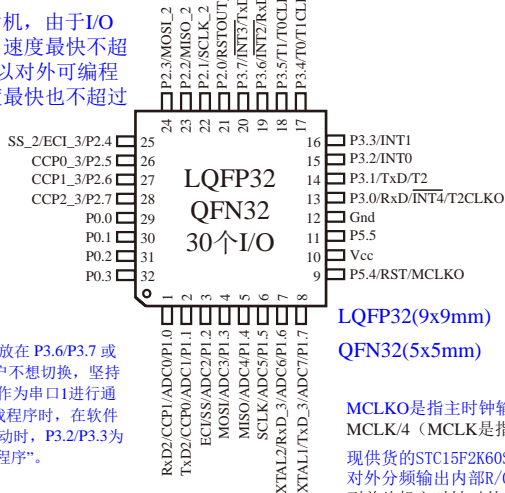 机，由于I/O
速度最快不超
以对外可编程
度最快也不超过
P2.3/MOSI_2
P2.2/MISO_2
P2.1/SCLK_2
P2.0/RSTOUT_
P3.7/INT3/TxD
P3.6/INT2/RxD
P3.5/T1/T0CL
P3.4/T0/T1CL
24 23 22 21 20 19 18 17
SS_2/ECI_3/P2.4 25
CCP0_3/P2.5 26
CCP1_3/P2.6 27
CCP2_3/P2.7 28
P0.0 29
P0.1 30
P0.2 31
P0.3 32
LQFP32
QFN32
30个I/O
16 P3.3/INT1
15 P3.2/INT0
14 P3.1/TxD/T2
13 P3.0/RxD/INT4/T2CLKO
12 Gnd
11 P5.5
10 Vcc
9 P5.4/RST/MCLKO
1 2 3 4 5 6 7 8
RxD2/CCP1/ADC0/P1.0
TxD2/CCP0/ADC1/P1.1
ECI/SS/ADC2/P1.2
MOSI/ADC3/P1.3
MISO/ADC4/P1.4
SCLK/ADC5/P1.5
XTAL2/RxD_3/ADC6/P1.6
XTAL1/TxD_3/ADC7/P1.7
LQFP32(9x9mm)
QFN32(5x5mm)
放在 P3.6/P3.7 或
户不想切换，坚持
作为串口1进行通
载程序时，在软件
动时，P3.2/P3.3为
程序”。
MCLKO是指主时钟输
MCLK/4（MCLK是指
现供货的STC15F2K60S
对外分频输出内部R/C